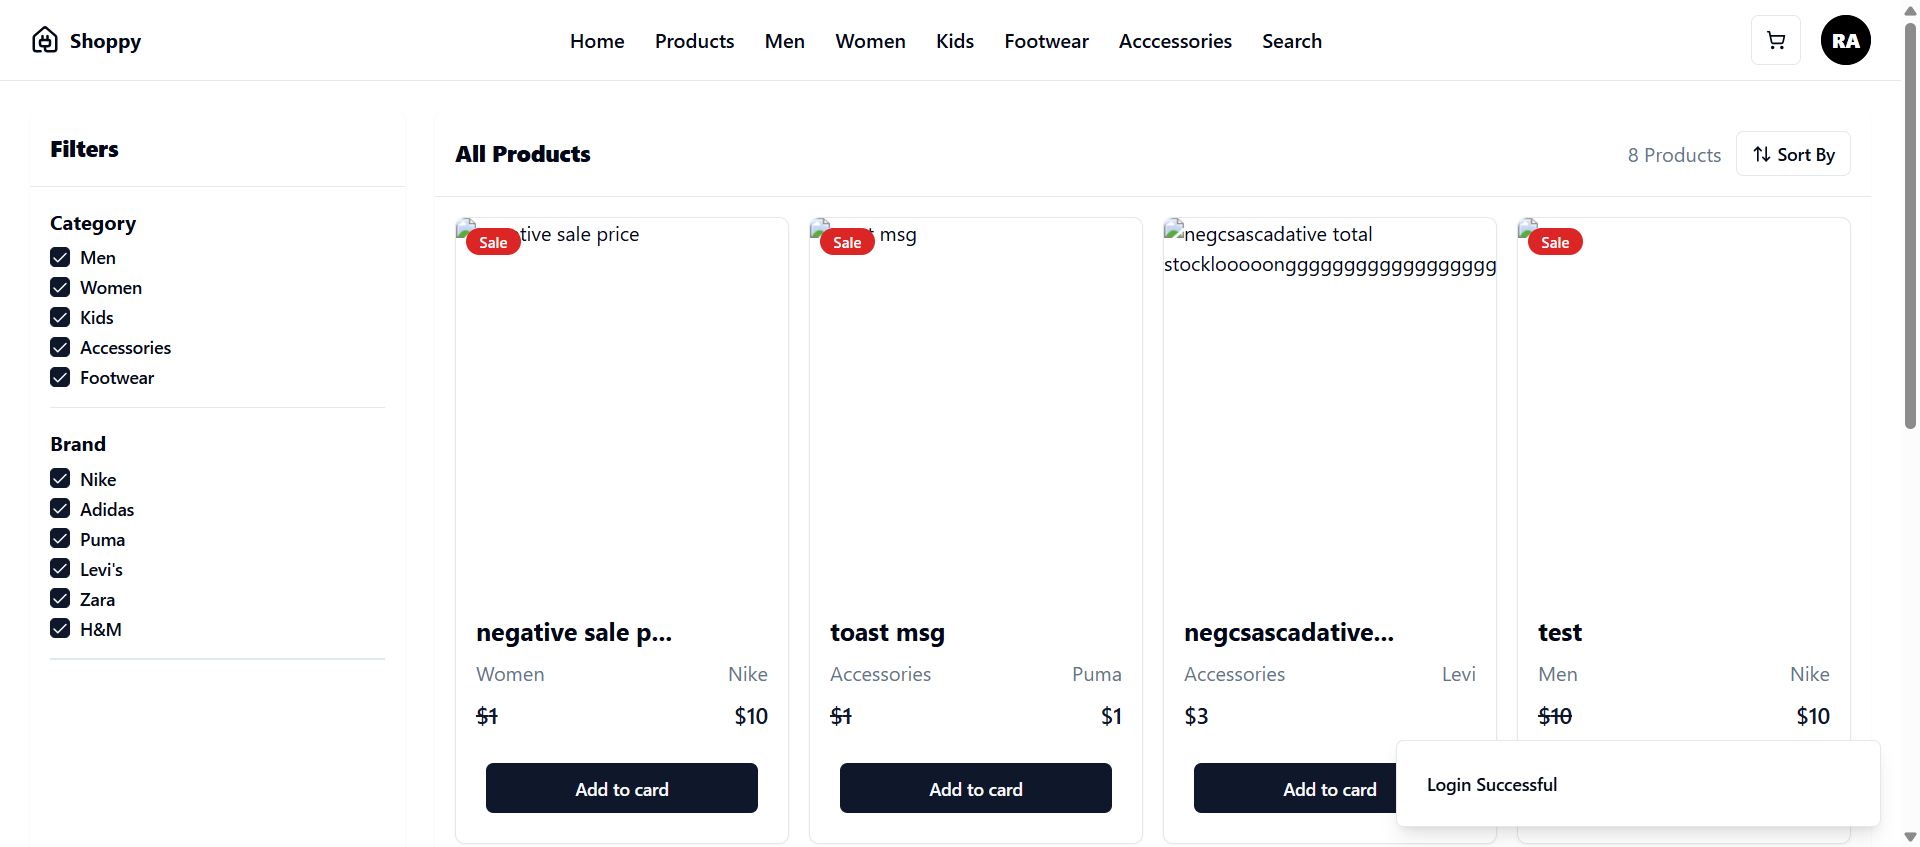 Shoppy
Home Products Men Women Kids Footwear Acccessories Search
RA
Filters
Category
Men
Women
Kids
Accessories
Footwear
Brand
Nike
Adidas
Puma
Levi's
Zara
H&M
All Products
8 Products
Sort By
Sale
tive sale price
negative sale p...
Women Nike
$1 $10
Add to card
Sale
msg
toast msg
Accessories Puma
$1 $1
Add to card
negcsascadative total
stocklooooongggggggggggggggggg
negcsascadative...
Accessories Levi
$3
Add to card
Sale
test
Men Nike
$10 $10
Login Successful